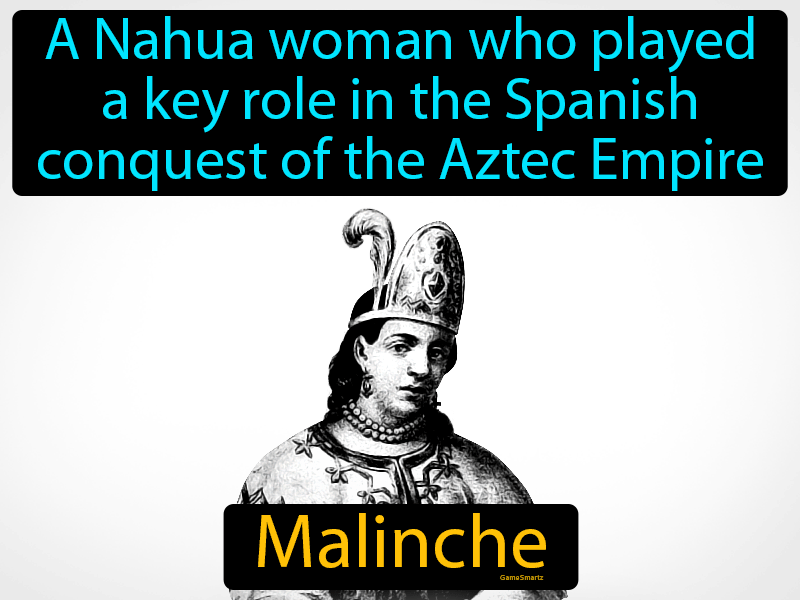 A Nahua woman who played
a key role in the Spanish
conquest of the Aztec Empire
Malinche
GameSmartz